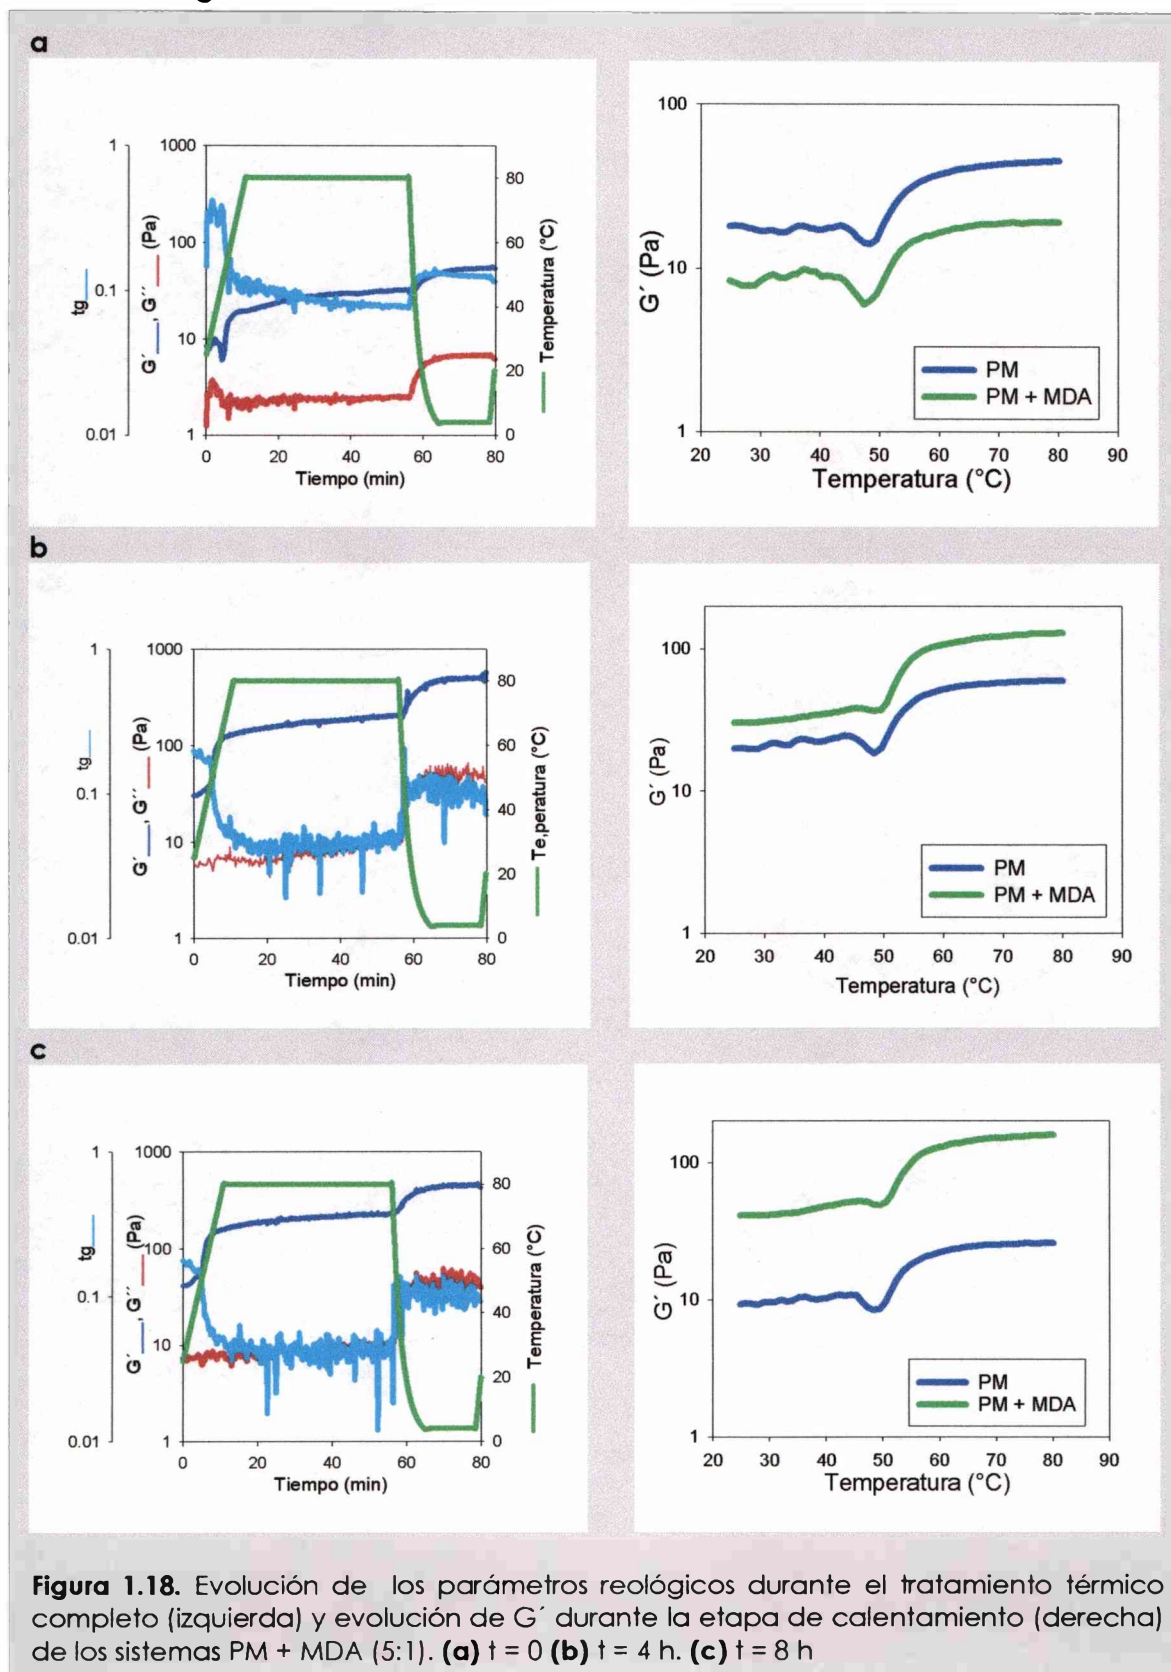 a
1
0.1
0.01
tg
G´ , G´´ (Pa)
1000
100
10
1
80
60
40
20
0
Temperatura (°C)
0 20 40 60 80
Tiempo (min)
100
10
1
G´ (Pa)
PM
PM + MDA
20 30 40 50 60 70 80 90
Temperatura (°C)
b
1
0.1
0.01
tg
G´ , G´´ (Pa)
1000
100
10
1
80
60
40
20
0
Te,peratura (°C)
0 20 40 60 80
Tiempo (min)
100
10
1
G´ (Pa)
PM
PM + MDA
20 30 40 50 60 70 80 90
Temperatura (°C)
c
1
0.1
0.01
tg
G´ , G´´ (Pa)
1000
100
10
1
80
60
40
20
0
Temperatura (°C)
0 20 40 60 80
Tiempo (min)
100
10
1
G´ (Pa)
PM
PM + MDA
20 30 40 50 60 70 80 90
Temperatura (°C)
Figura 1.18. Evolución de los parámetros reológicos durante el tratamiento térmico
completo (izquierda) y evolución de G´ durante la etapa de calentamiento (derecha)
de los sistemas PM + MDA (5:1). (a) t = 0 (b) t = 4 h. (c) t = 8 h